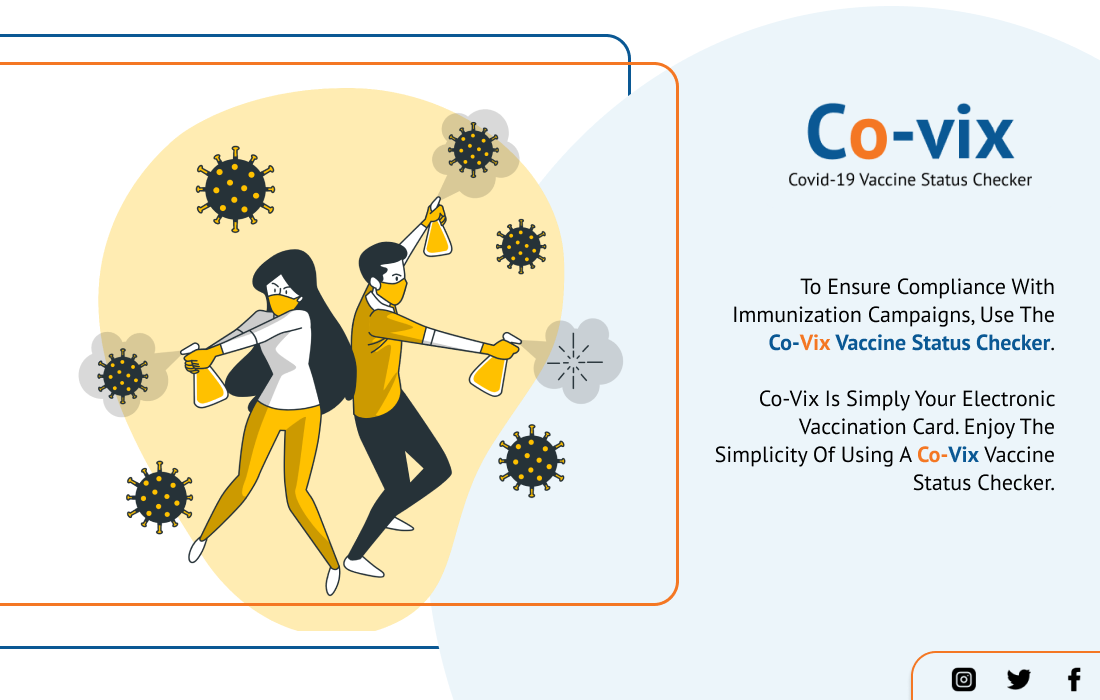 Co-vix
Covid-19 Vaccine Status Checker
To Ensure Compliance With
Immunization Campaigns, Use The
Co-Vix Vaccine Status Checker.
Co-Vix Is Simply Your Electronic
Vaccination Card. Enjoy The
Simplicity Of Using A Co-Vix Vaccine
Status Checker.